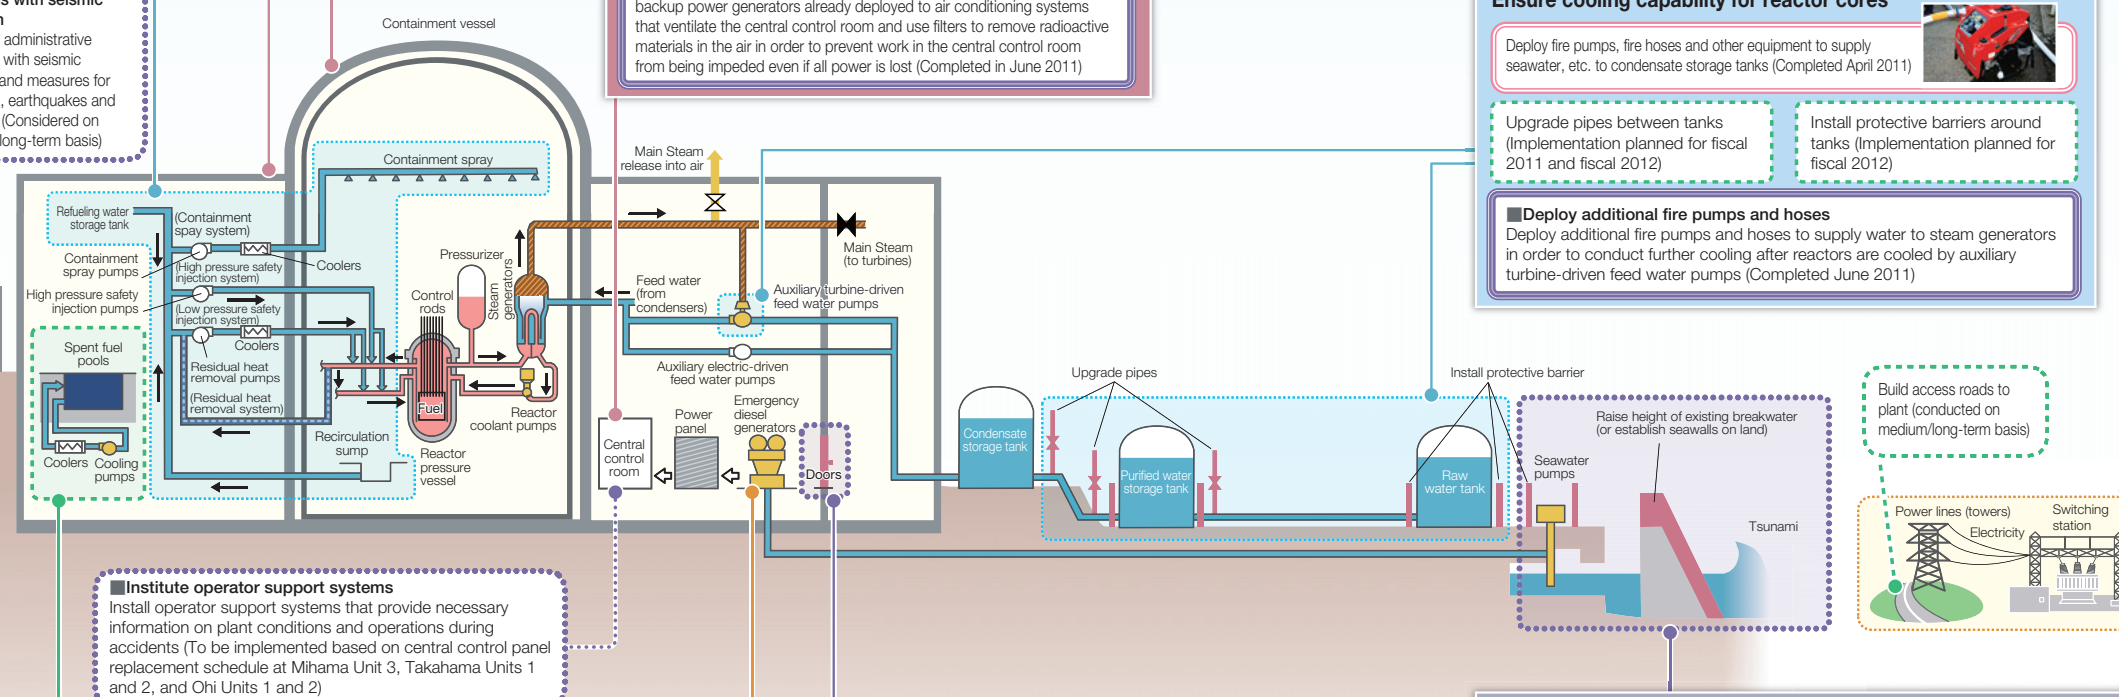 s with seismic
n
administrative
with seismic
and measures for
, earthquakes and
(Considered on
long-term basis)
backup power generators already deployed to air conditioning systems
that ventilate the central control room and use filters to remove radioactive
materials in the air in order to prevent work in the central control room
from being impeded even if all power is lost (Completed in June 2011)
Ensure cooling capability for reactor cores
Deploy fire pumps, fire hoses and other equipment to supply
seawater, etc. to condensate storage tanks (Completed April 2011)
Upgrade pipes between tanks
(Implementation planned for fiscal
2011 and fiscal 2012)
Install protective barriers around
tanks (Implementation planned for
fiscal 2012)
■Deploy additional fire pumps and hoses
Deploy additional fire pumps and hoses to supply water to steam generators
in order to conduct further cooling after reactors are cooled by auxiliary
turbine-driven feed water pumps (Completed June 2011)
Containment vessel
Containment spray
Refueling water
storage tank
(Containment
spay system)
Containment
spray pumps
Coolers
(High pressure safety
injection system)
High pressure safety
injection pumps
(Low pressure safety
injection system)
Coolers
Residual heat
removal pumps
(Residual heat
removal system)
Spent fuel
pools
Coolers
Cooling
pumps
Recirculation
sump
Pressurizer
Control
rods
Steam
generators
Fuel
Reactor
coolant pumps
Reactor
pressure
vessel
Main Steam
release into air
Main Steam
(to turbines)
Feed water
(from
condensers)
Auxiliary turbine-driven
feed water pumps
Auxiliary electric-driven
feed water pumps
Central
control
room
Power
panel
Emergency
diesel
generators
Doors
Condensate
storage tank
Upgrade pipes
Purified water
storage tank
Install protective barrier
Raw
water tank
Seawater
pumps
Raise height of existing breakwater
(or establish seawalls on land)
Tsunami
Build access roads to
plant (conducted on
medium/long-term basis)
Power lines (towers)
Electricity
Switching
station
■Institute operator support systems
Install operator support systems that provide necessary
information on plant conditions and operations during
accidents (To be implemented based on central control panel
replacement schedule at Mihama Unit 3, Takahama Units 1
and 2, and Ohi Units 1 and 2)